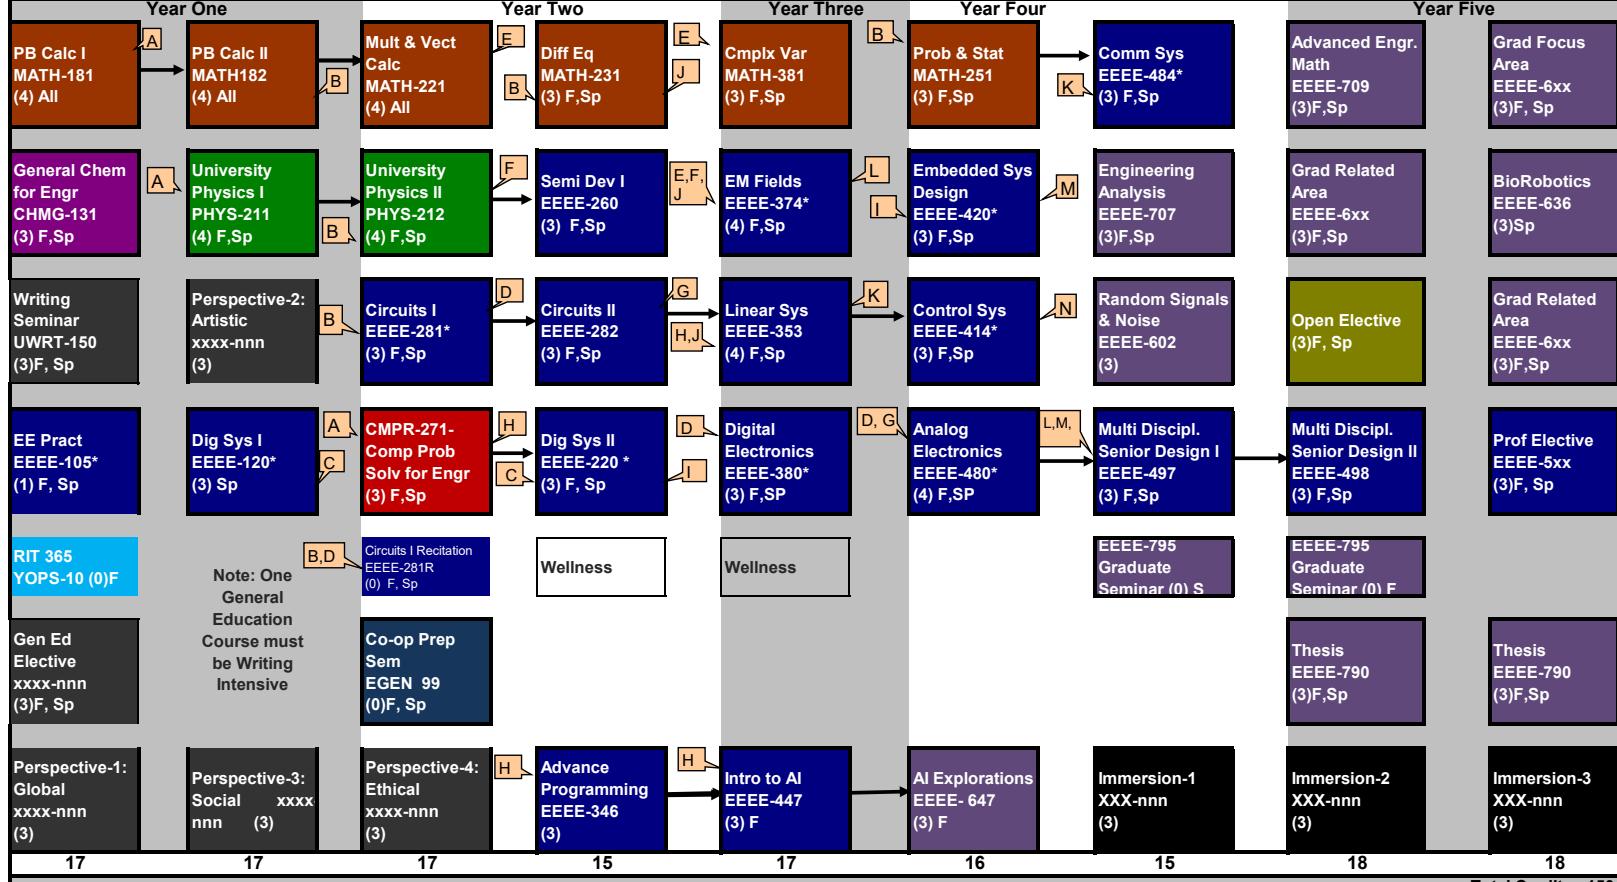 Year One
Year Two
Year Three
Year Four
Year Five
PB Calc I
MATH-181
(4) All
A
PB Calc II
MATH182
(4) All
B
Mult & Vect
Calc
MATH-221
(4) All
E
B
Diff Eq
MATH-231
(3) F,Sp
E
J
Cmplx Var
MATH-381
(3) F,Sp
B
Prob & Stat
MATH-251
(3) F,Sp
K
Comm Sys
EEEE-484*
(3) F,Sp
Advanced Engr.
Math
EEEE-709
(3)F,Sp
Grad Focus
Area
EEEE-6xx
(3)F, Sp
General Chem
for Engr
CHMG-131
(3) F,Sp
A
University
Physics I
PHYS-211
(4) F,Sp
B
University
Physics II
PHYS-212
(4) F,Sp
F
Semi Dev I
EEEE-260
(3) F,Sp
E,F,
J
EM Fields
EEEE-374*
(4) F,Sp
L
I
Embedded Sys
Design
EEEE-420*
(3) F,Sp
M
Engineering
Analysis
EEEE-707
(3)F,Sp
Grad Related
Area
EEEE-6xx
(3)F,Sp
BioRobotics
EEEE-636
(3)Sp
Writing
Seminar
UWRT-150
(3)F, Sp
Perspective-2:
Artistic
xxxx-nnn
(3)
B
Circuits I
EEEE-281*
(3) F,Sp
D
Circuits II
EEEE-282
(3) F,Sp
G
H,J
Linear Sys
EEEE-353
(4) F,Sp
K
Control Sys
EEEE-414*
(3) F,Sp
N
Random Signals
& Noise
EEEE-602
(3)
Open Elective
(3)F, Sp
Grad Related
Area
EEEE-6xx
(3)F,Sp
EE Pract
EEEE-105*
(1) F, Sp
Dig Sys I
EEEE-120*
(3) Sp
A
C
CMPR-271-
Comp Prob
Solv for Engr
(3) F,Sp
H
C
Dig Sys II
EEEE-220 *
(3) F, Sp
D
I
Digital
Electronics
EEEE-380*
(3) F,SP
D, G
Analog
Electronics
EEEE-480*
(4) F,SP
L,M,
Multi Discipl.
Senior Design I
EEEE-497
(3) F,Sp
Multi Discipl.
Senior Design II
EEEE-498
(3) F,Sp
Prof Elective
EEEE-5xx
(3)F, Sp
RIT 365
YOPS-10 (0)F
Note: One
General
Education
Course must
be Writing
Intensive
B,D
Circuits I Recitation
EEEE-281R
(0) F, Sp
Wellness
Wellness
EEEE-795
Graduate
Seminar (0) S
EEEE-795
Graduate
Seminar (0) F
Gen Ed
Elective
xxxx-nnn
(3)F, Sp
Co-op Prep
Sem
EGEN 99
(0)F, Sp
Thesis
EEEE-790
(3)F,Sp
Thesis
EEEE-790
(3)F,Sp
Perspective-1:
Global
xxxx-nnn
(3)
Perspective-3:
Social xxxx-
nnn (3)
Perspective-4:
Ethical
xxxx-nnn
(3)
H
Advance
Programming
EEEE-346
(3)
H
Intro to AI
EEEE-447
(3) F
AI Explorations
EEEE- 647
(3) F
Immersion-1
XXX-nnn
(3)
Immersion-2
XXX-nnn
(3)
Immersion-3
XXX-nnn
(3)
17
17
17
15
17
16
15
18
18